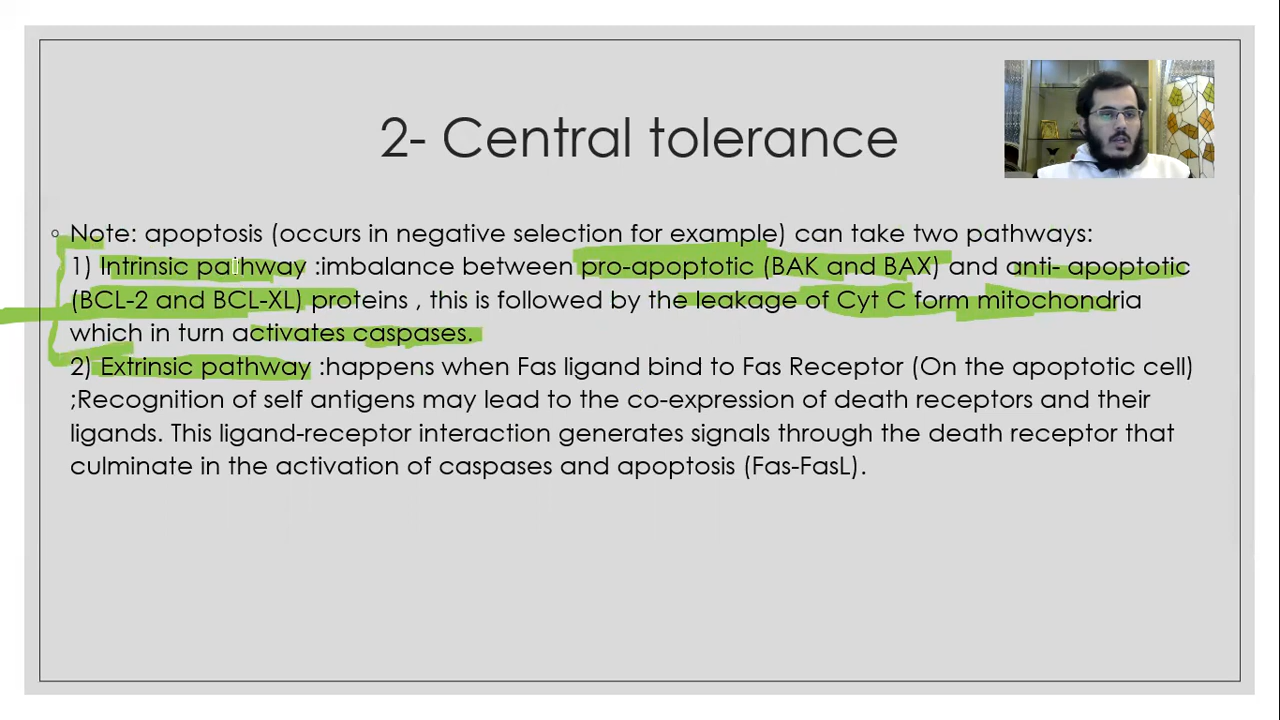 2- Central tolerance
◦ Note: apoptosis (occurs in negative selection for example) can take two pathways:
1) Intrinsic pathway :imbalance between pro-apoptotic (BAK and BAX) and anti- apoptotic
(BCL-2 and BCL-XL) proteins , this is followed by the leakage of Cyt C form mitochondria
which in turn activates caspases.
2) Extrinsic pathway :happens when Fas ligand bind to Fas Receptor (On the apoptotic cell)
;Recognition of self antigens may lead to the co-expression of death receptors and their
ligands. This ligand-receptor interaction generates signals through the death receptor that
culminate in the activation of caspases and apoptosis (Fas-FasL).